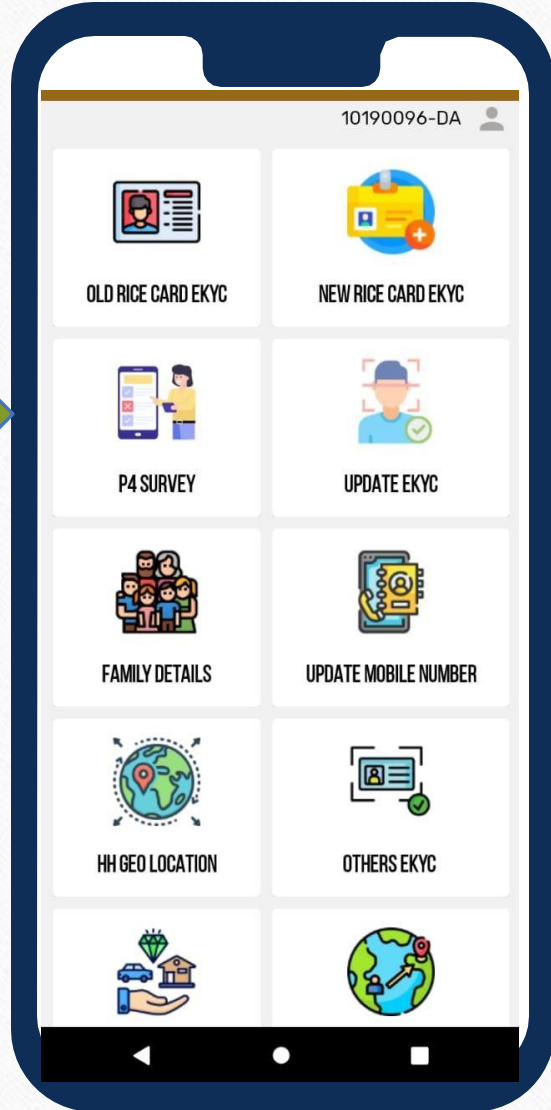 10190096-DA
OLD RICE CARD EKYC
NEW RICE CARD EKYC
P4 SURVEY
UPDATE EKYC
FAMILY DETAILS
UPDATE MOBILE NUMBER
HH GEO LOCATION
OTHERS EKYC